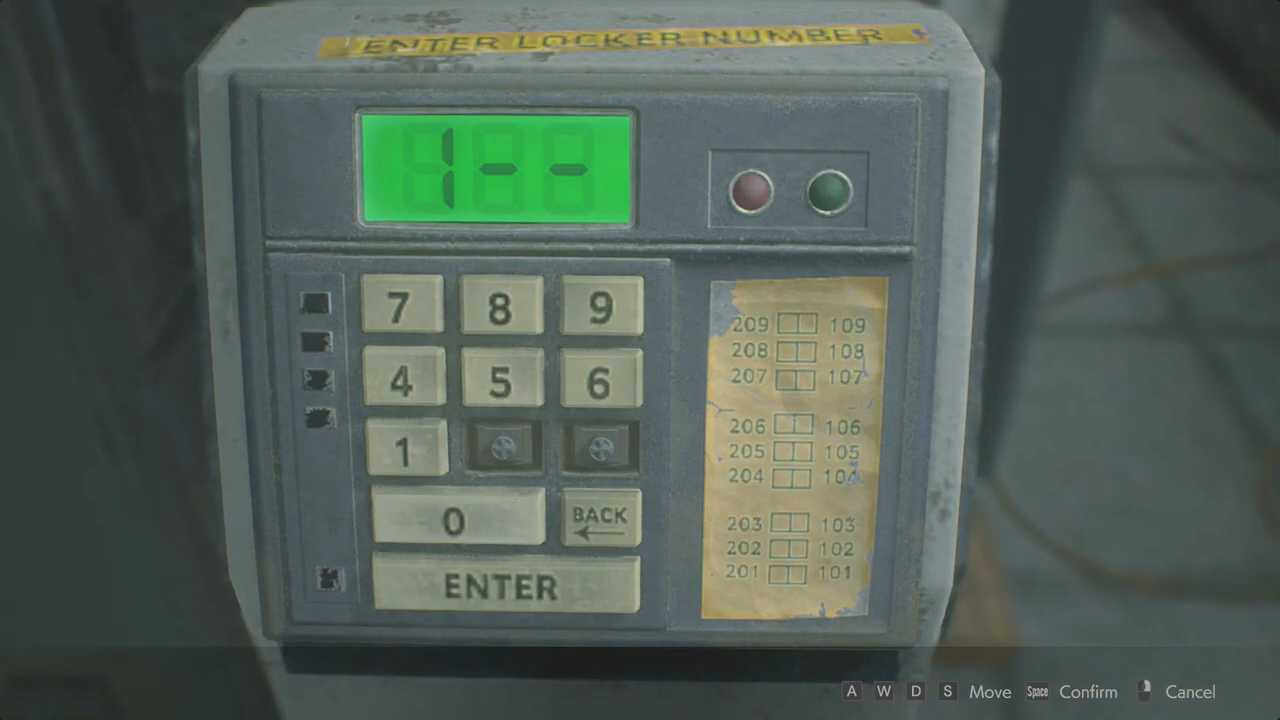 ENTER LOCKER NUMBER
1--
7 8 9
4 5 6
1
0 BACK
ENTER
209 109
208 108
207 107
206 106
205 105
204 104
203 103
202 102
201 101
A W D S Move Space Confirm Cancel